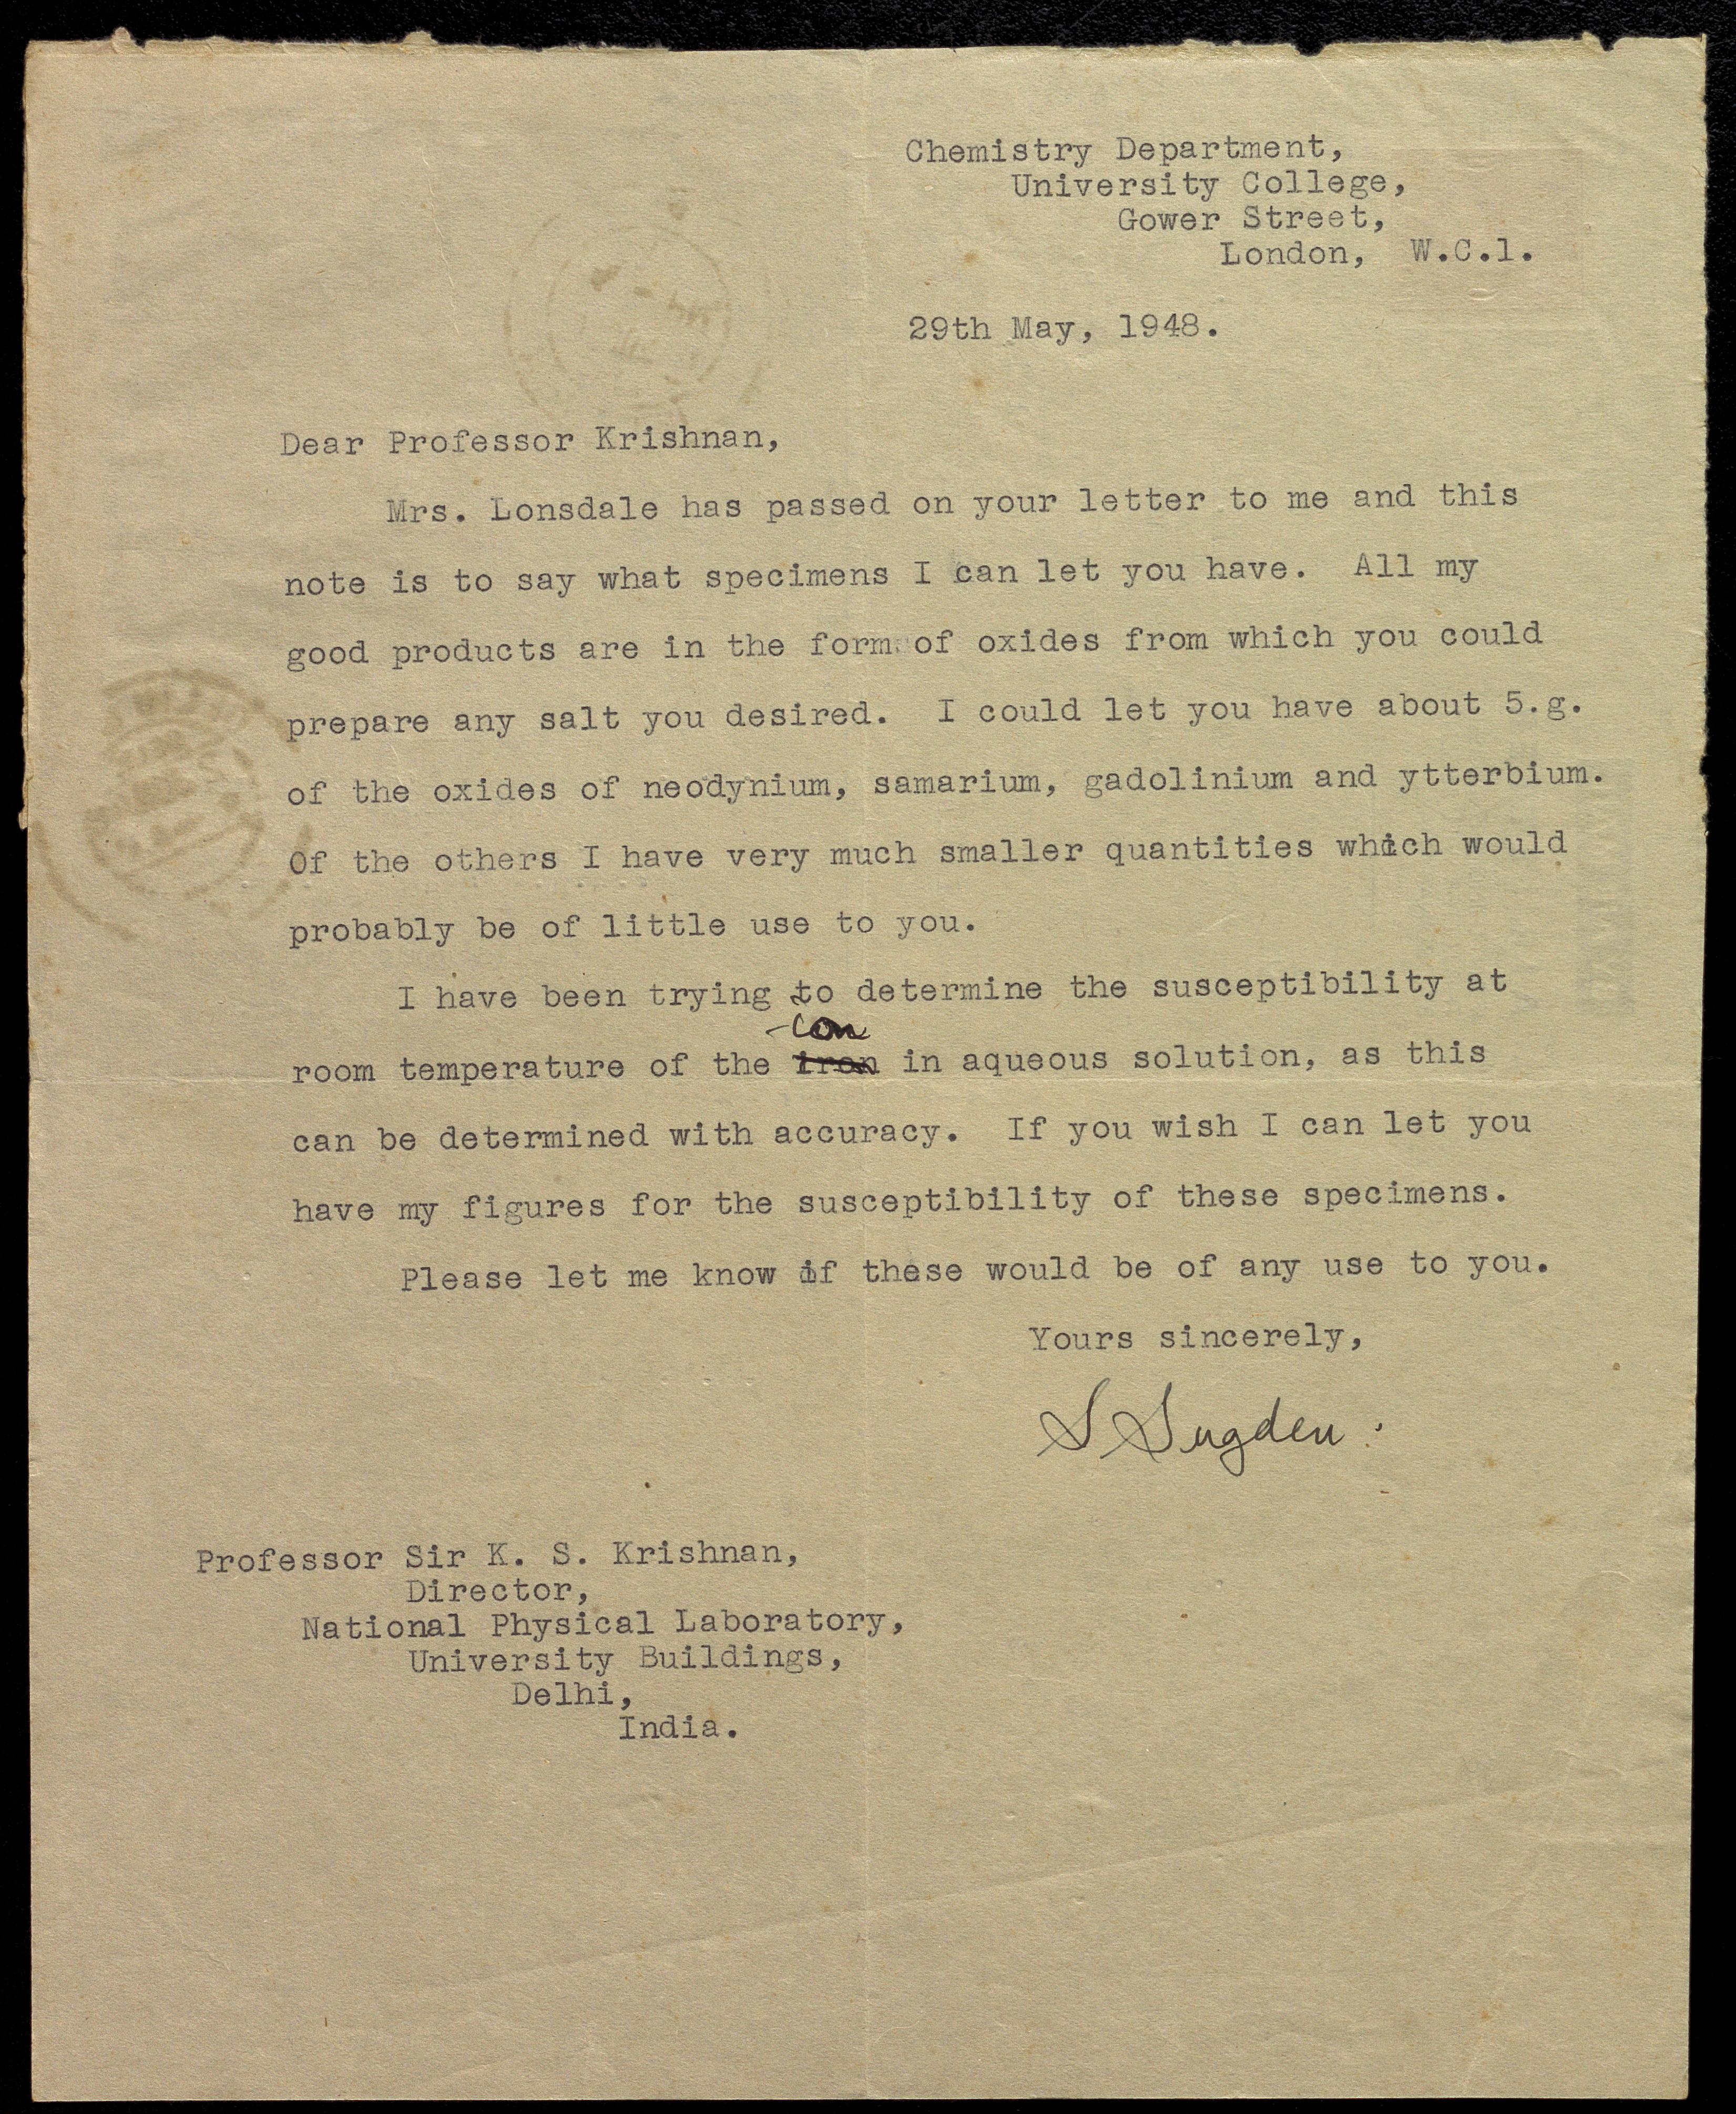 Chemistry Department,
University College,
Gower Street,
London, W.C.1.
29th May, 1948.
Dear Professor Krishnan,
Mrs. Lonsdale has passed on your letter to me and this
note is to say what specimens I can let you have. All my
good products are in the form of oxides from which you could
prepare any salt you desired. I could let you have about 5.g.
of the oxides of neodynium, samarium, gadolinium and ytterbium.
Of the others I have very much smaller quantities which would
probably be of little use to you.
I have been trying to determine the susceptibility at
ion
room temperature of the iron in aqueous solution, as this
can be determined with accuracy. If you wish I can let you
have my figures for the susceptibility of these specimens.
Please let me know if these would be of any use to you.
Yours sincerely,
S Sugden.
Professor Sir K. S. Krishnan,
Director,
National Physical Laboratory,
University Buildings,
Delhi,
India.